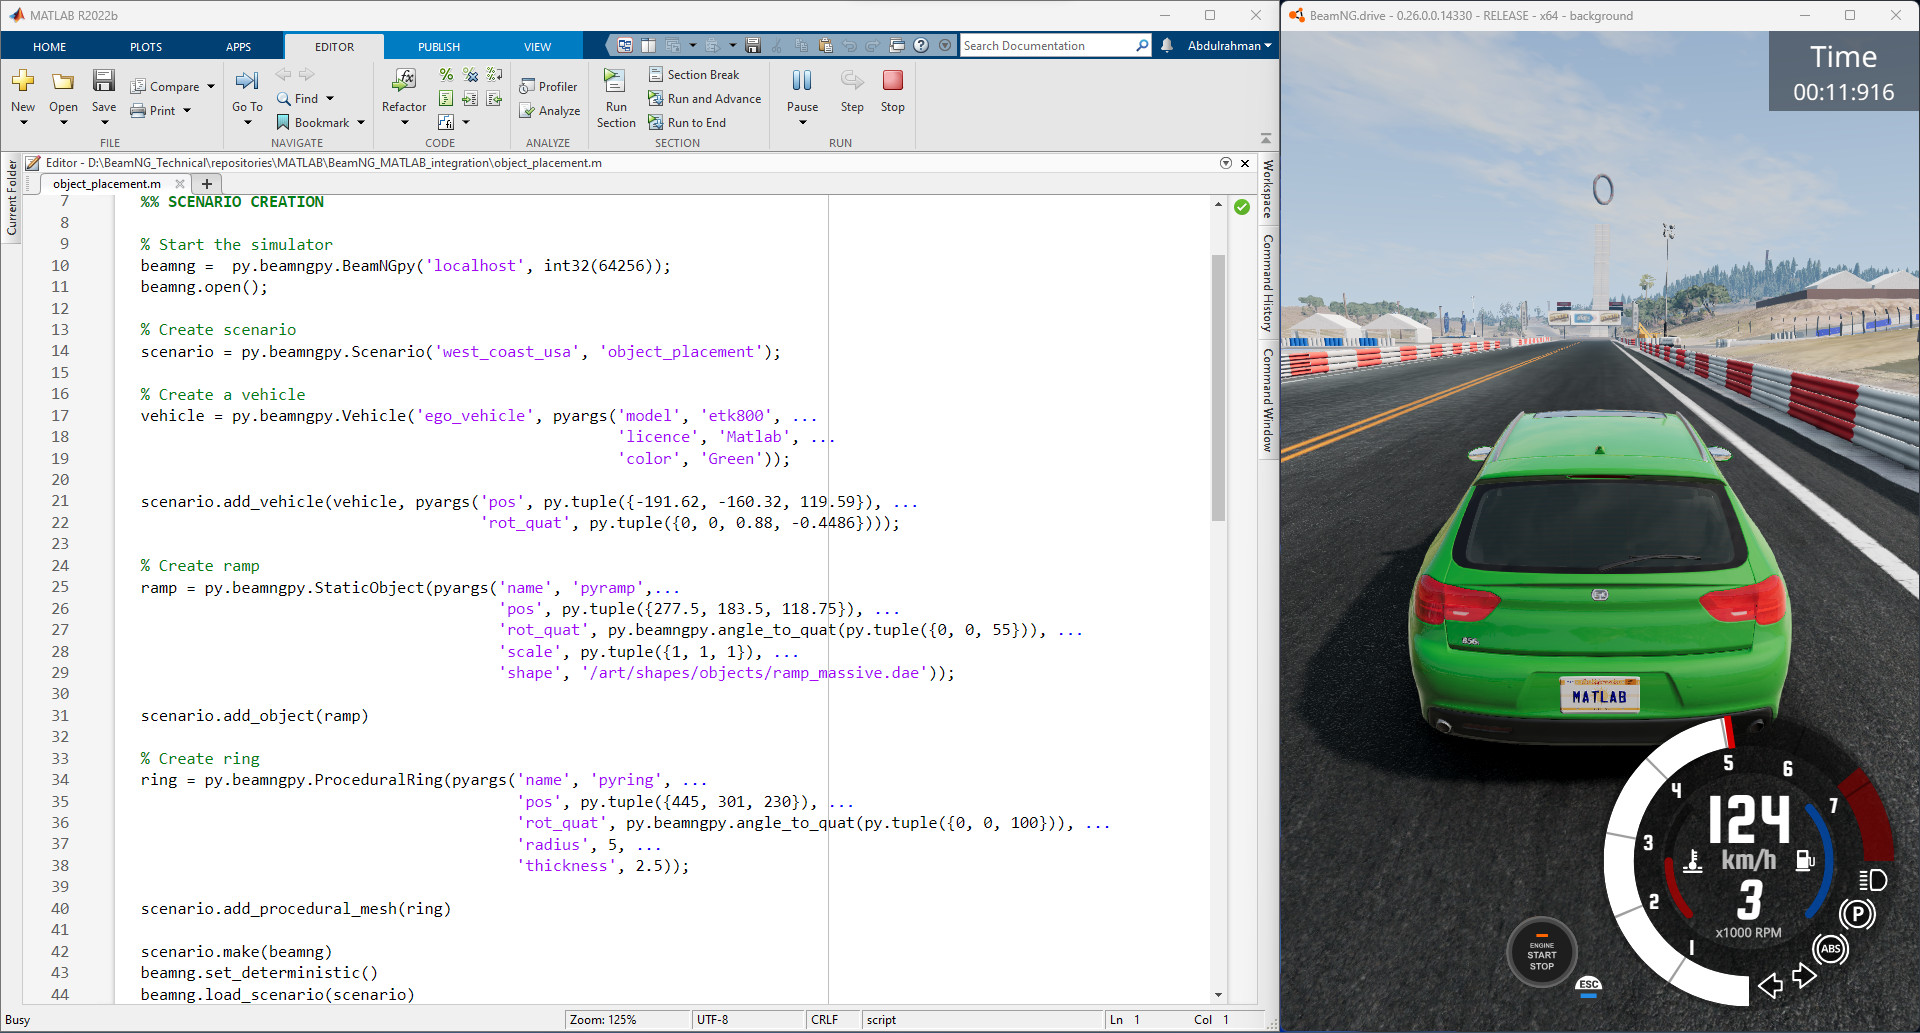 MATLAB R2022b
HOME PLOTS APPS EDITOR PUBLISH VIEW
Search Documentation
Abdulrahman
New Open Save Compare Print
FILE
Go To Find Bookmark
NAVIGATE
Refactor
CODE
Profiler
Analyze
ANALYZE
Run Section
Section Break
Run and Advance
Run to End
SECTION
Pause Step Stop
RUN
Current Folder
Editor - D:\BeamNG_Technical\repositories\MATLAB\BeamNG_MATLAB_integration\object_placement.m
object_placement.m
7 %% SCENARIO CREATION
8
9 % Start the simulator
10 beamng =  py.beamngpy.BeamNGpy('localhost', int32(64256));
11 beamng.open();
12
13 % Create scenario
14 scenario = py.beamngpy.Scenario('west_coast_usa', 'object_placement');
15
16 % Create a vehicle
17 vehicle = py.beamngpy.Vehicle('ego_vehicle', pyargs('model', 'etk800', ...
18 'licence', 'Matlab', ...
19 'color', 'Green'));
20
21 scenario.add_vehicle(vehicle, pyargs('pos', py.tuple({-191.62, -160.32, 119.59}), ...
22 'rot_quat', py.tuple({0, 0, 0.88, -0.4486})));
23
24 % Create ramp
25 ramp = py.beamngpy.StaticObject(pyargs('name', 'pyramp',...
26 'pos', py.tuple({277.5, 183.5, 118.75}), ...
27 'rot_quat', py.beamngpy.angle_to_quat(py.tuple({0, 0, 55})), ...
28 'scale', py.tuple({1, 1, 1}), ...
29 'shape', '/art/shapes/objects/ramp_massive.dae'));
30
31 scenario.add_object(ramp)
32
33 % Create ring
34 ring = py.beamngpy.ProceduralRing(pyargs('name', 'pyring', ...
35 'pos', py.tuple({445, 301, 230}), ...
36 'rot_quat', py.beamngpy.angle_to_quat(py.tuple({0, 0, 100})), ...
37 'radius', 5, ...
38 'thickness', 2.5));
39
40 scenario.add_procedural_mesh(ring)
41
42 scenario.make(beamng)
43 beamng.set_deterministic()
44 beamng.load_scenario(scenario)
Workspace
Command History
Command Window
Busy
Zoom: 125%
UTF-8
CRLF
script
Ln 1
Col 1
BeamNG.drive - 0.26.0.0.14330 - RELEASE - x64 - background
Time
00:11:916
856
MATLAB
1
2
3
4
5
6
7
124
km/h
3
x1000 RPM
P
ABS
ENGINE
START
STOP
ESC